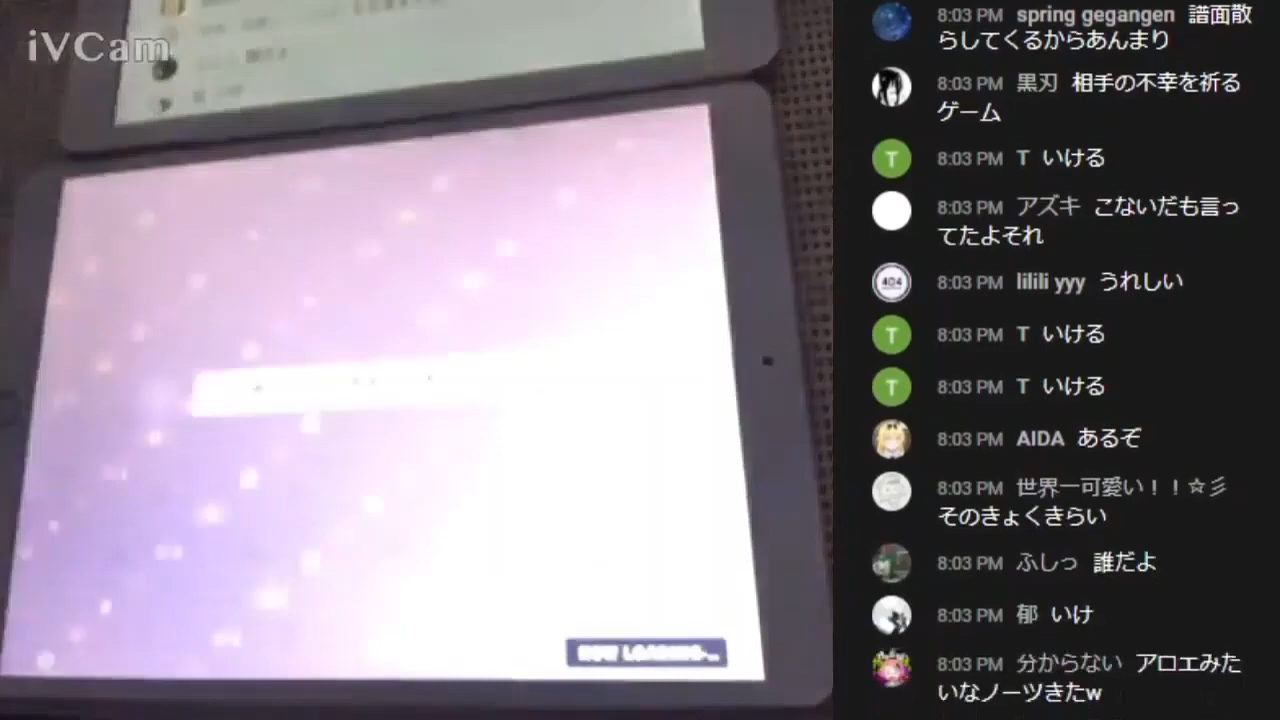 iVCam
NOW LOADING...
8:03 PM spring gegangen 譜面散
らしてくるからあんまり
8:03 PM 黒刃 相手の不幸を祈る
ゲーム
T 8:03 PM T いける
8:03 PM アズキ こないだも言っ
てたよそれ
404 8:03 PM lilili yyy うれしい
T 8:03 PM T いける
T 8:03 PM T いける
8:03 PM AIDA あるぞ
8:03 PM 世界一可愛い！！☆彡
そのきょくきらい
8:03 PM ふしっ 誰だよ
8:03 PM 郁 いけ
8:03 PM 分からない アロエみた
いなノーツきたw